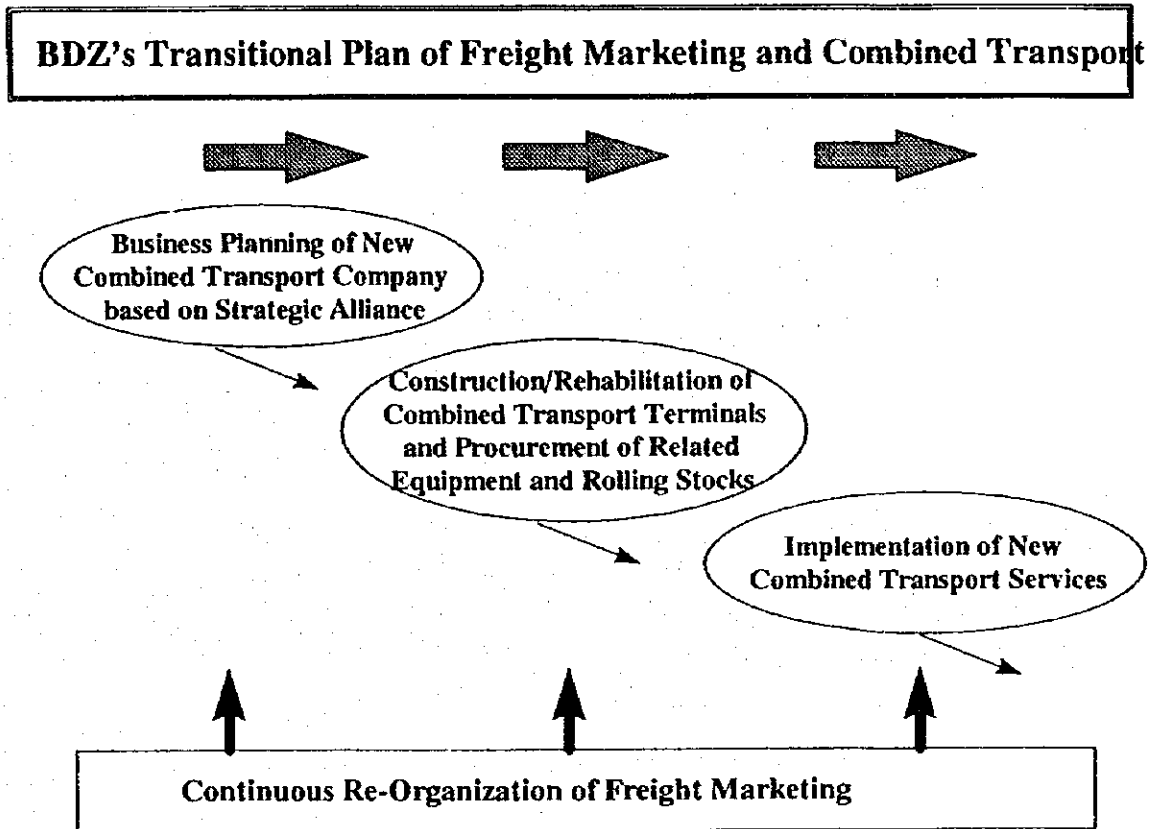 BDZ's Transitional Plan of Freight Marketing and Combined Transport
Business Planning of New
Combined Transport Company
based on Strategic Alliance
Construction/Rehabilitation of
Combined Transport Terminals
and Procurement of Related
Equipment and Rolling Stocks
Implementation of New
Combined Transport Services
Continuous Re-Organization of Freight Marketing